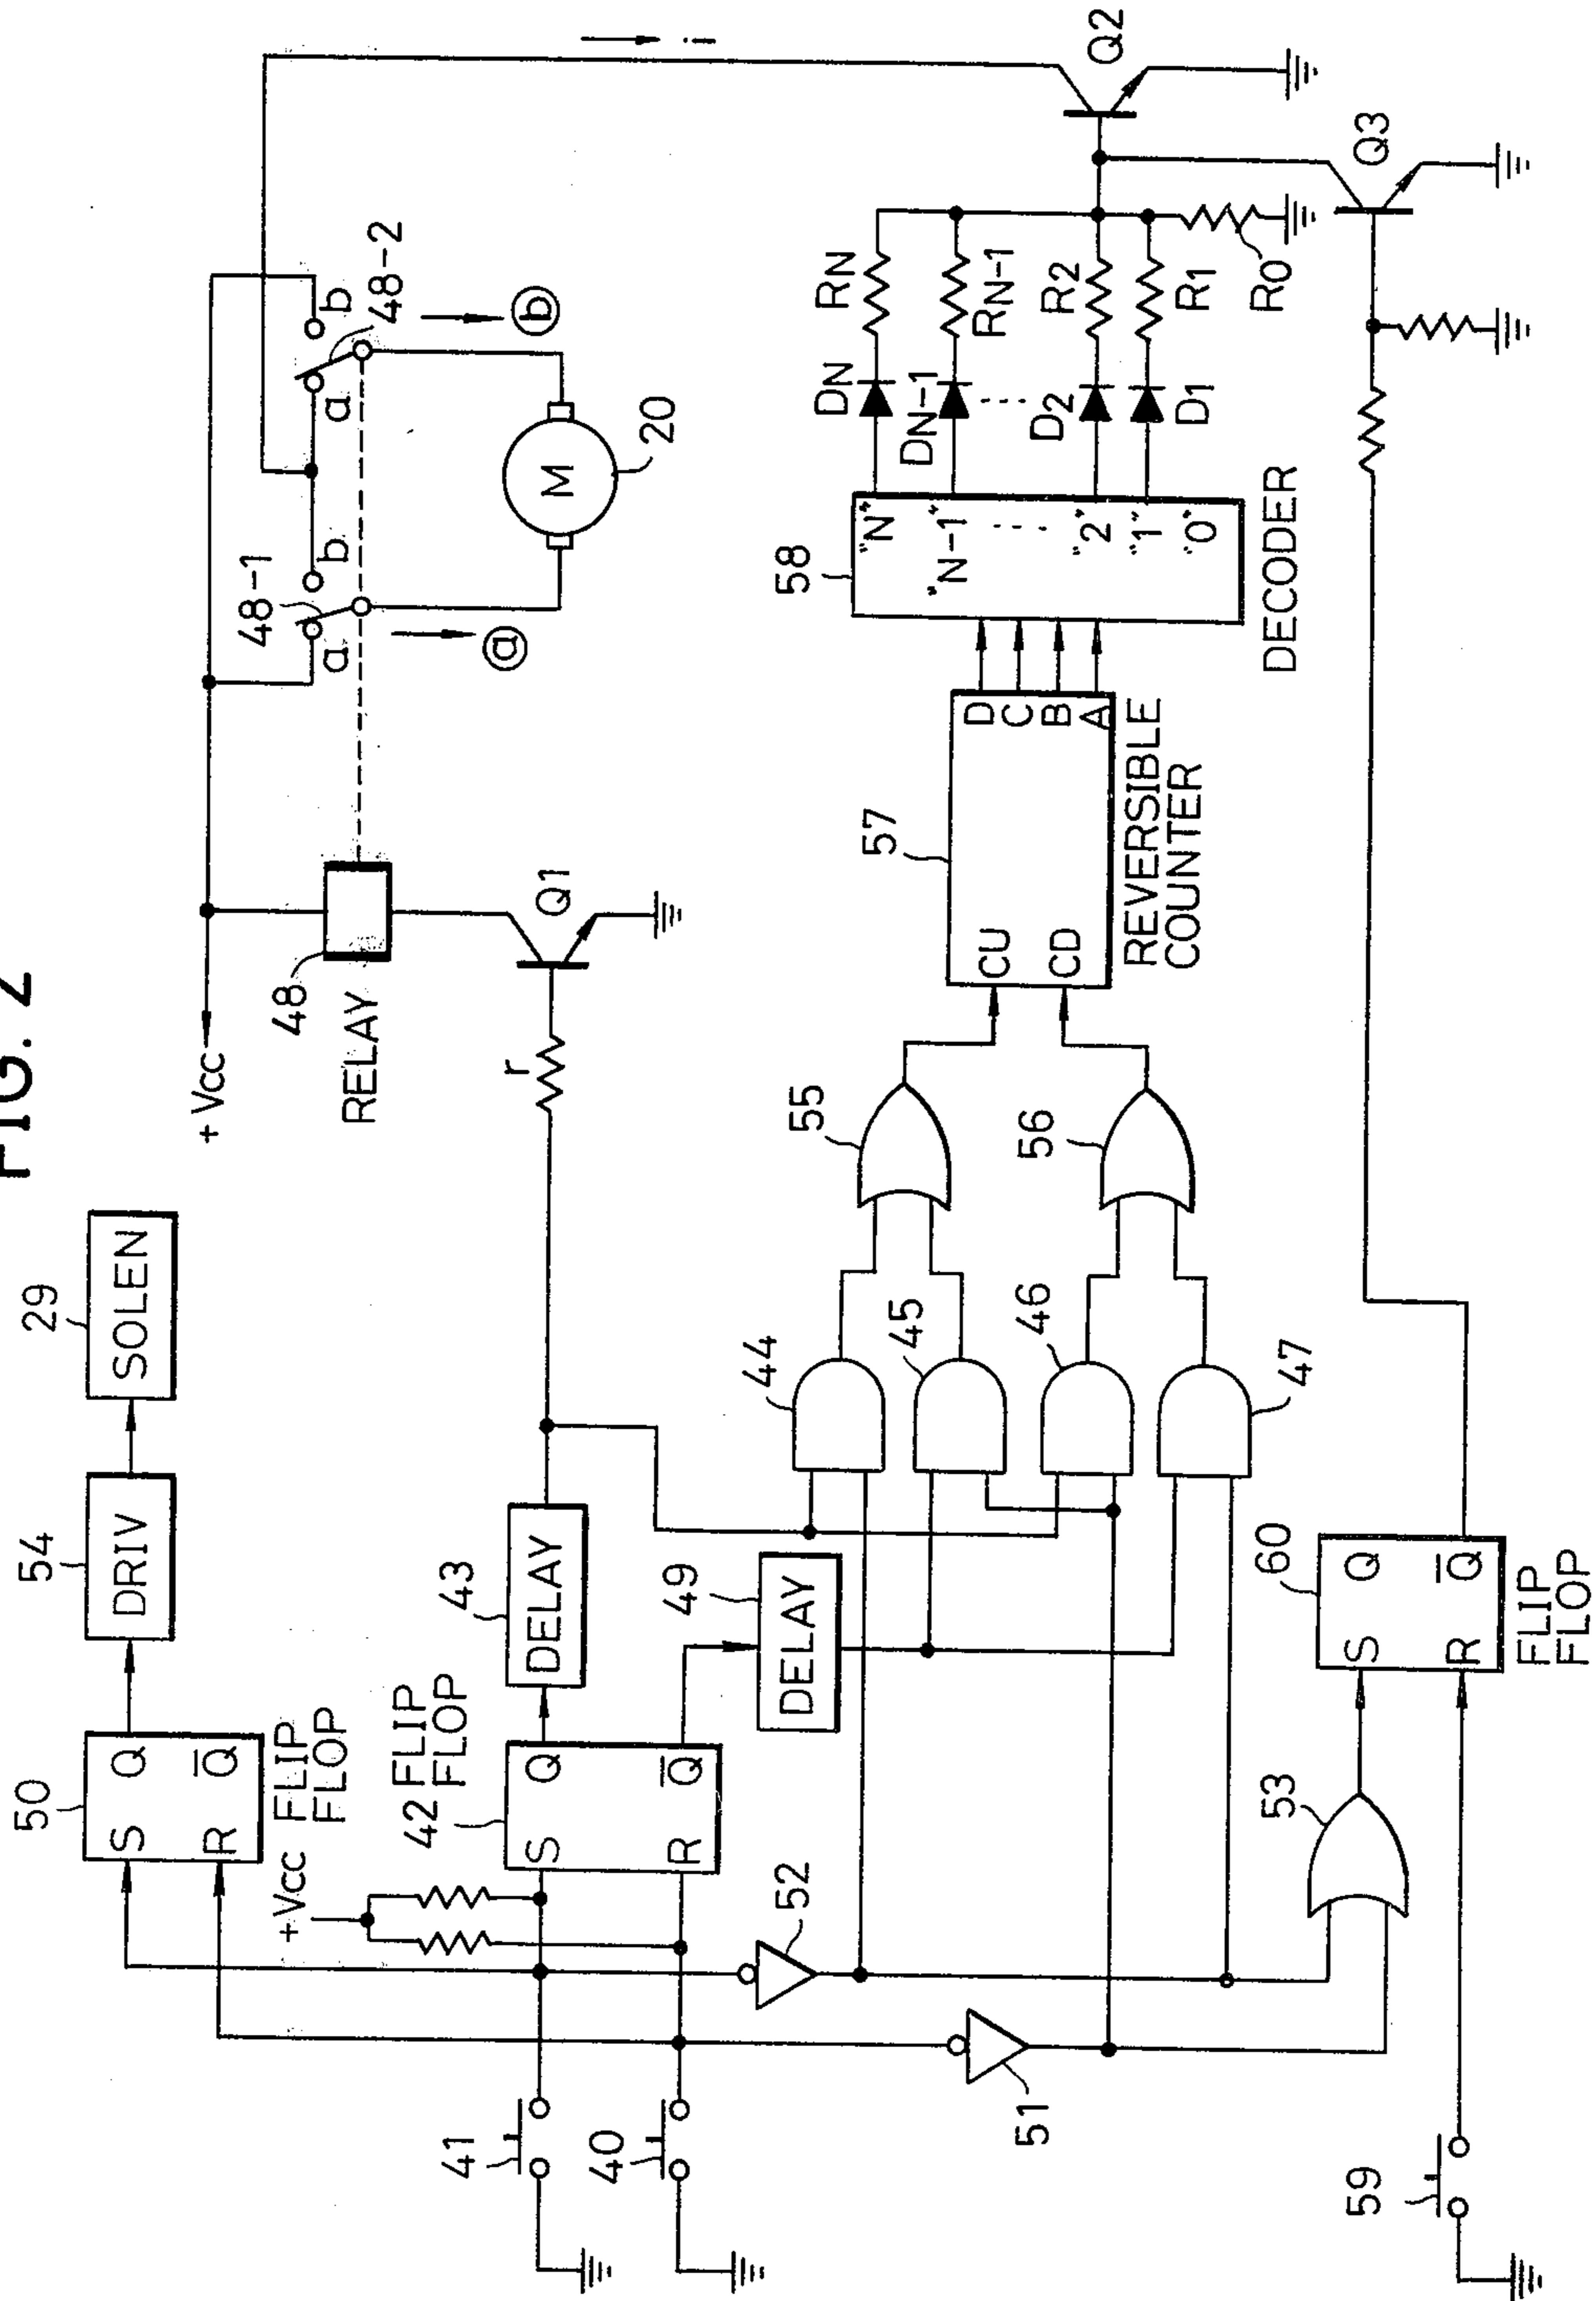 FIG. 2
29
SOLEN
54
DRIV
50
S Q
R Q̅
FLIP
FLOP
+Vcc
42
FLIP
FLOP
S Q
R Q̅
43
DELAY
49
DELAY
41
40
52
51
59
53
60
S Q
R Q̅
FLIP
FLOP
44
45
46
47
55
56
r
Q1
+Vcc
48
RELAY
48-1
a b
48-2
a b
ⓐ
ⓑ
M
20
i
57
CU
CD
D
C
B
A
REVERSIBLE
COUNTER
58
"N"
"N-1"
"2"
"1"
"0"
DECODER
DN
DN-1
D2
D1
RN
RN-1
R2
R1
R0
Q2
Q3